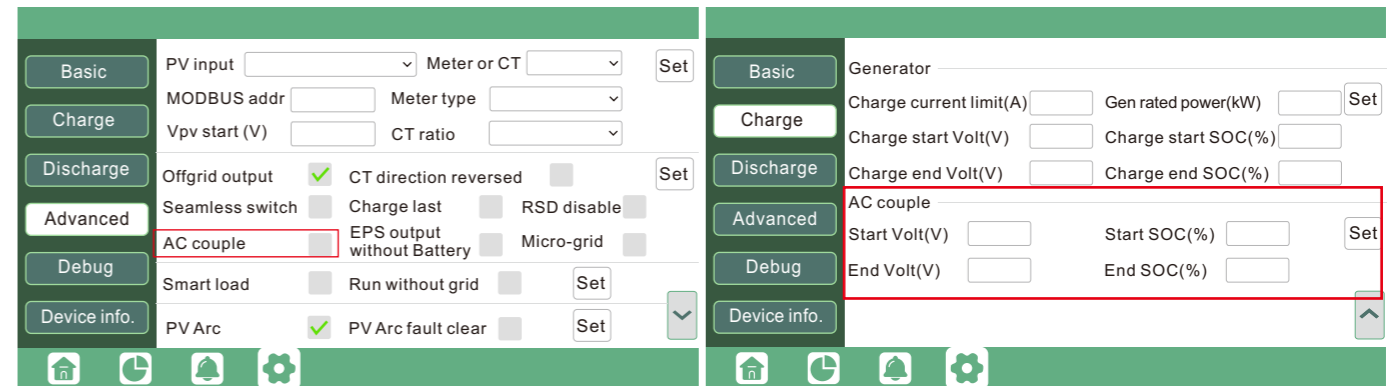 Basic
Charge
Discharge
Advanced
Debug
Device info.
PV input Meter or CT Set
MODBUS addr Meter type
Vpv start (V) CT ratio
Offgrid output CT direction reversed Set
Seamless switch Charge last RSD disable
AC couple EPS output without Battery Micro-grid
Smart load Run without grid Set
PV Arc PV Arc fault clear Set
Basic
Charge
Discharge
Advanced
Debug
Device info.
Generator
Charge current limit(A) Gen rated power(kW) Set
Charge start Volt(V) Charge start SOC(%)
Charge end Volt(V) Charge end SOC(%)
AC couple
Start Volt(V) Start SOC(%) Set
End Volt(V) End SOC(%)